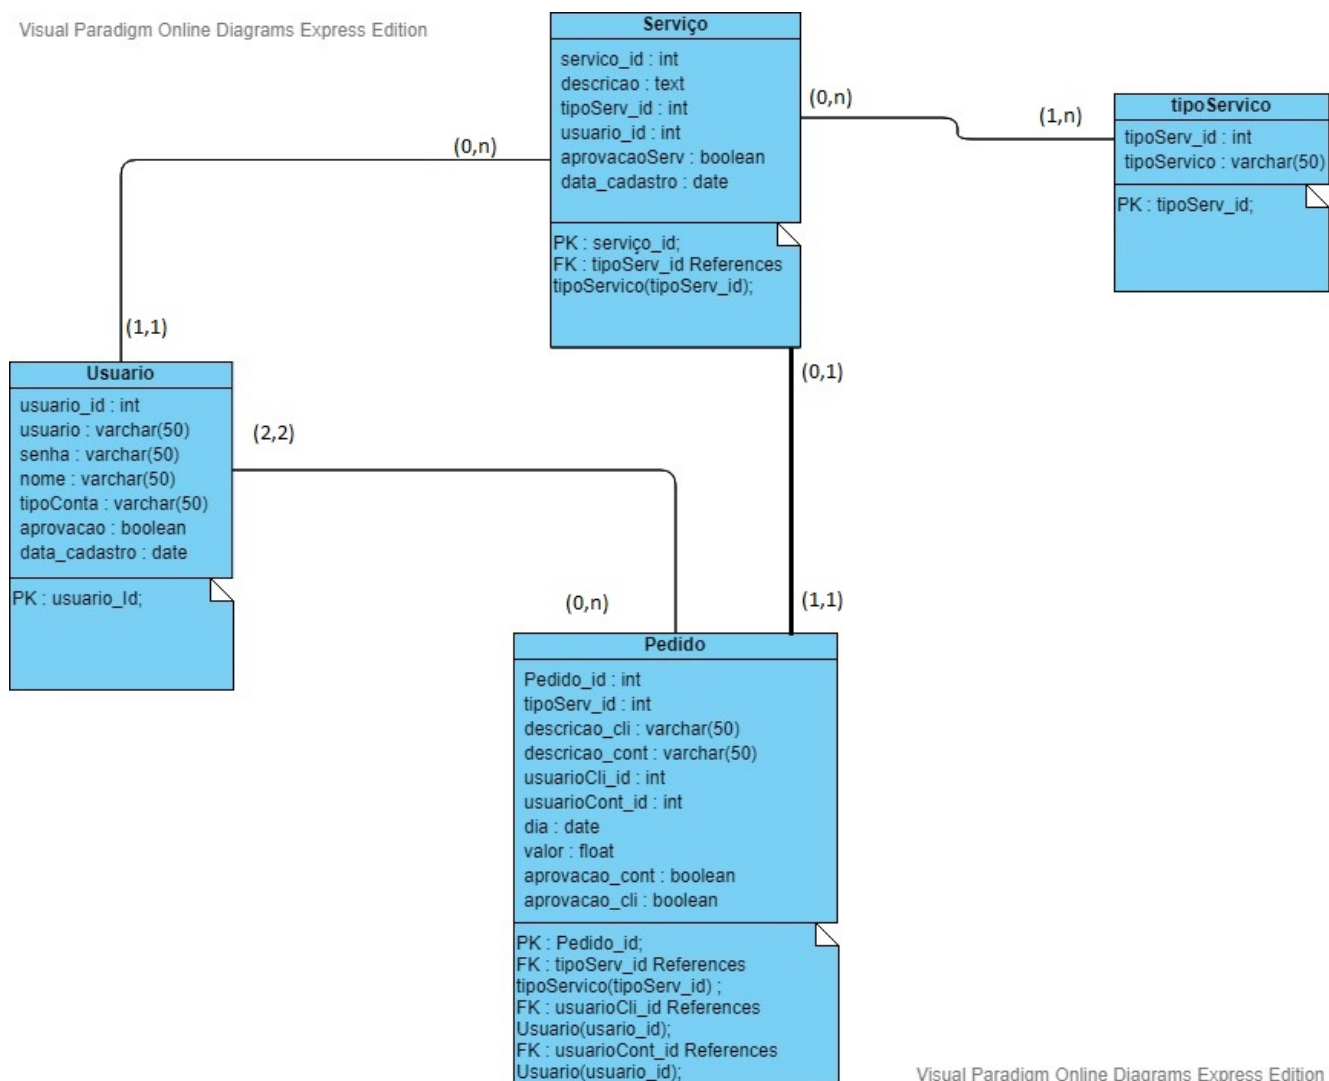 Visual Paradigm Online Diagrams Express Edition
Serviço
servico_id : int
descricao : text
tipoServ_id : int
usuario_id : int
aprovacaoServ : boolean
data_cadastro : date
PK : serviço_id;
FK : tipoServ_id References
tipoServico(tipoServ_id);
(0,n)
(1,n)
tipoServico
tipoServ_id : int
tipoServico : varchar(50)
PK : tipoServ_id;
(0,n)
(1,1)
Usuario
usuario_id : int
usuario : varchar(50)
senha : varchar(50)
nome : varchar(50)
tipoConta : varchar(50)
aprovacao : boolean
data_cadastro : date
PK : usuario_Id;
(2,2)
(0,1)
(0,n)
(1,1)
Pedido
Pedido_id : int
tipoServ_id : int
descricao_cli : varchar(50)
descricao_cont : varchar(50)
usuarioCli_id : int
usuarioCont_id : int
dia : date
valor : float
aprovacao_cont : boolean
aprovacao_cli : boolean
PK : Pedido_id;
FK : tipoServ_id References
tipoServico(tipoServ_id) ;
FK : usuarioCli_id References
Usuario(usario_id);
FK : usuarioCont_id References
Usuario(usuario_id);
Visual Paradigm Online Diagrams Express Edition